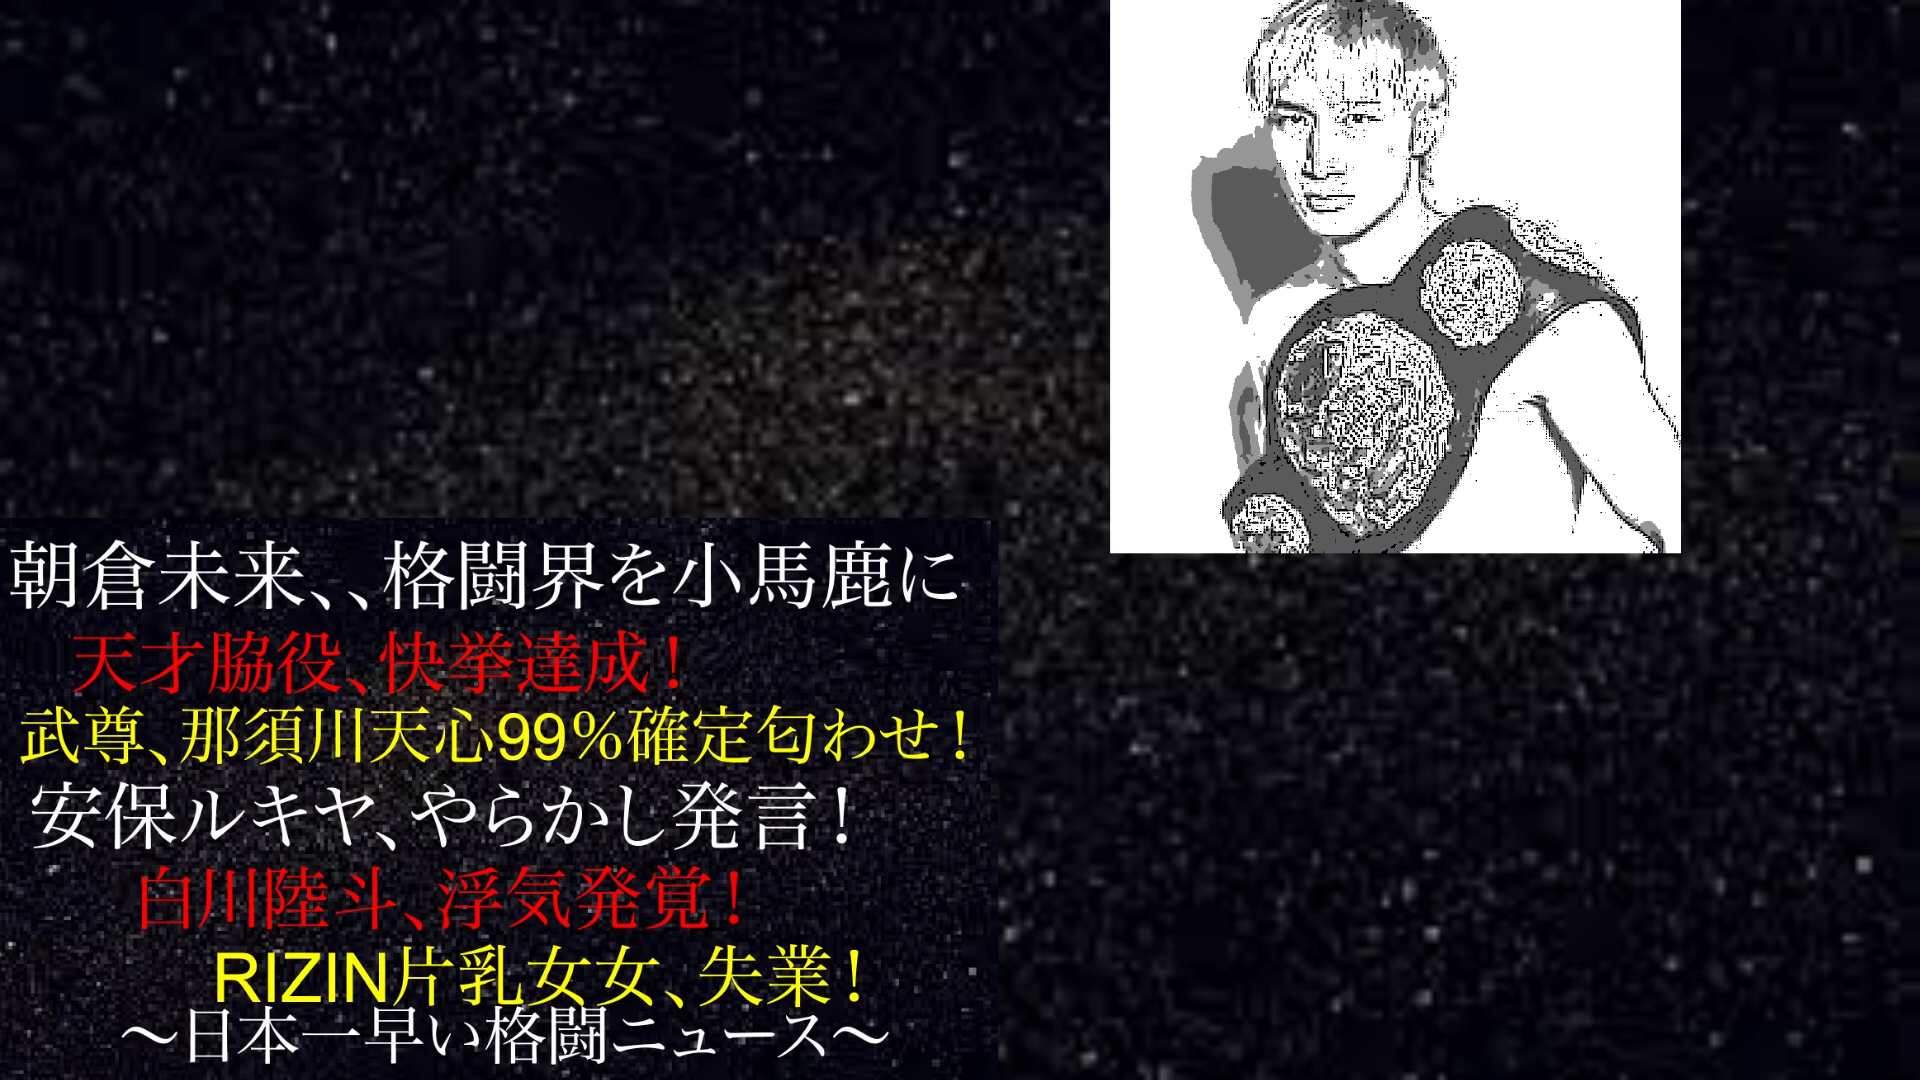 朝倉未来、、格闘界を小馬鹿に
天才脇役、快挙達成！
武尊、那須川天心99％確定匂わせ！
安保ルキヤ、やらかし発言！
白川陸斗、浮気発覚！
RIZIN片乳女女、失業！
～日本一早い格闘ニュース～